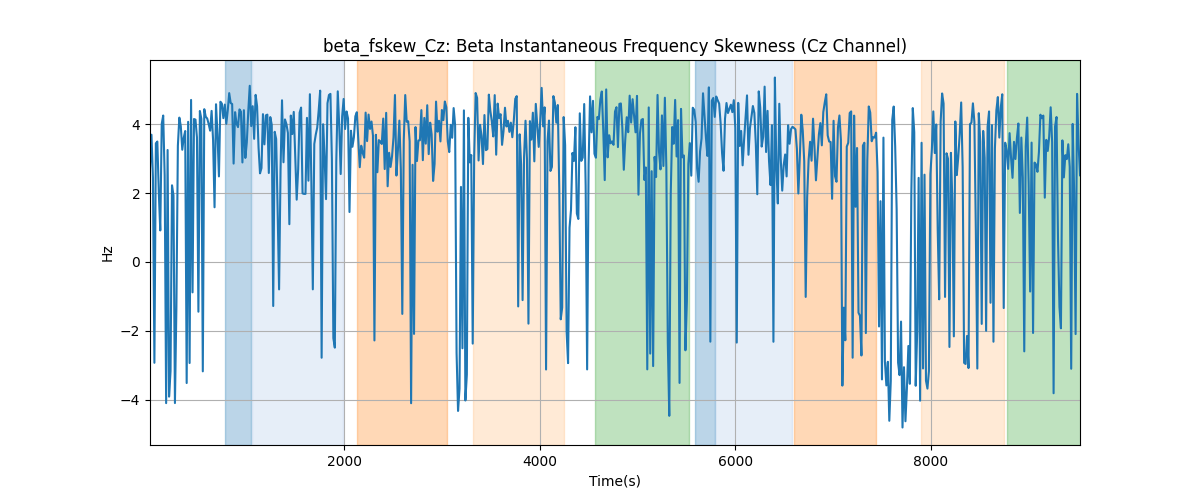 beta_fskew_Cz: Beta Instantaneous Frequency Skewness (Cz Channel)
Hz
4
2
0
−2
−4
2000 4000 6000 8000
Time(s)